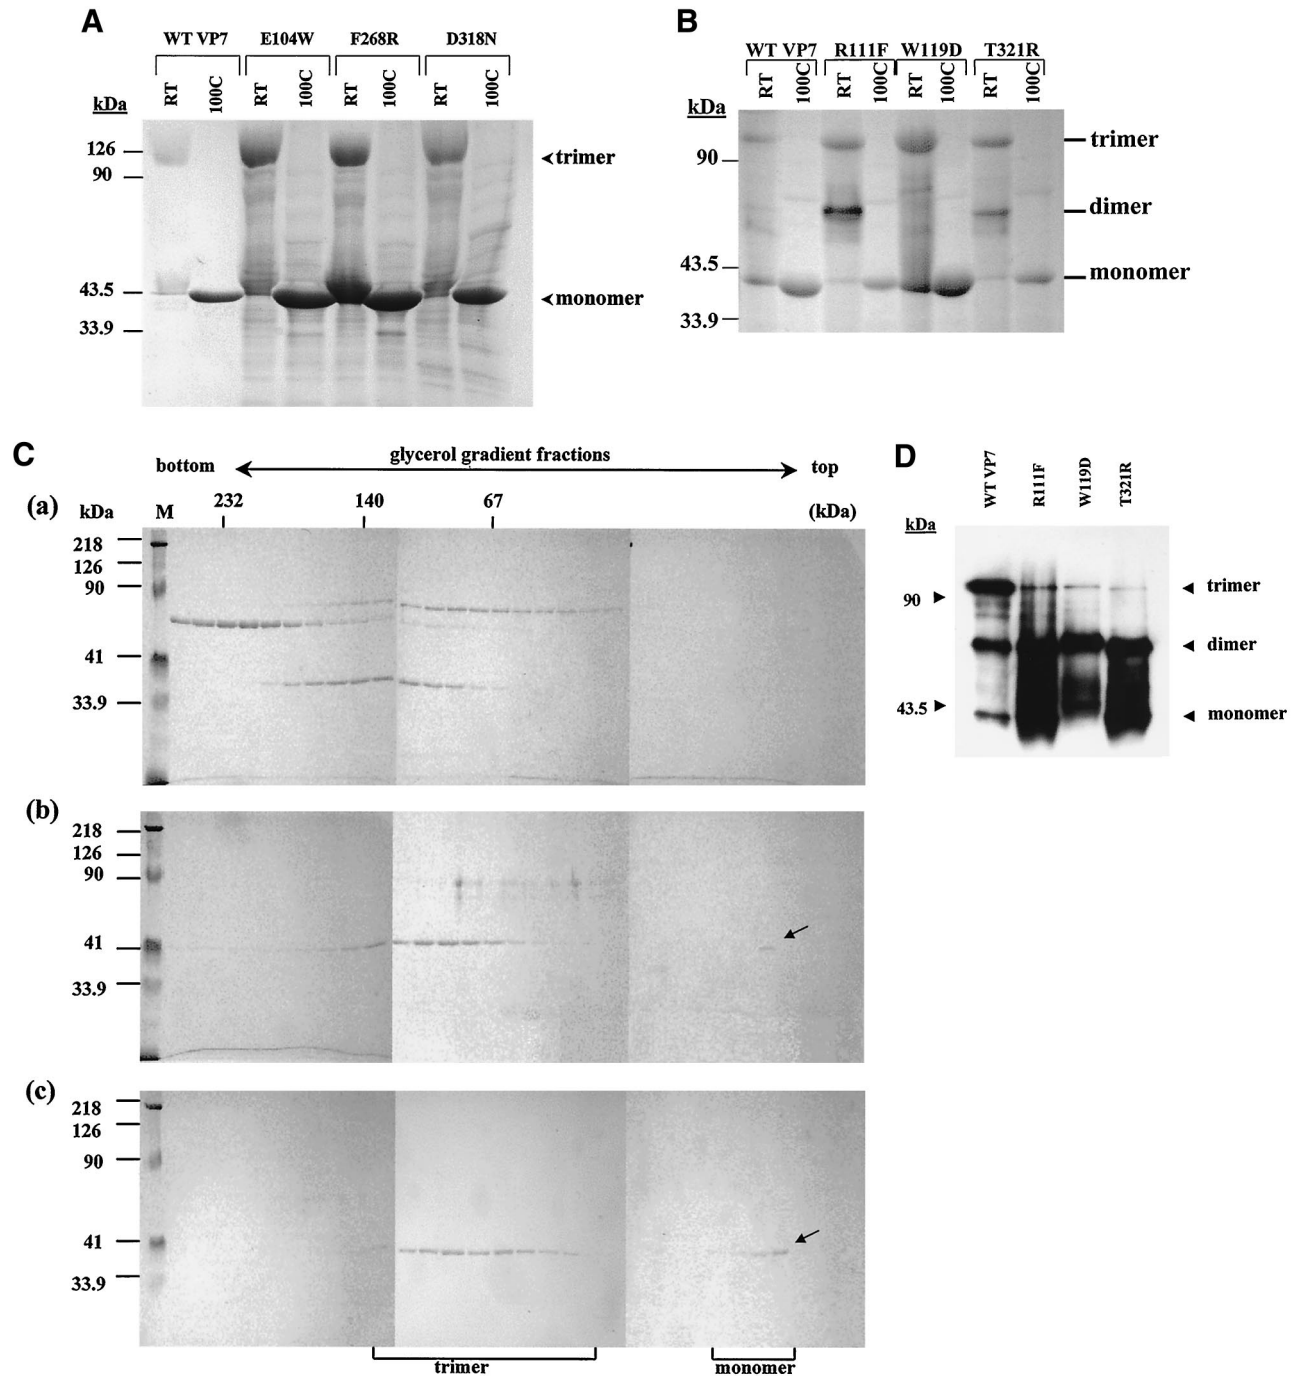 A
WT VP7 E104W F268R D318N
RT 100C RT 100C RT 100C RT 100C
kDa
126
90
43.5
33.9
trimer
monomer
B
WT VP7 R111F W119D T321R
RT 100C RT 100C RT 100C RT 100C
kDa
90
43.5
33.9
trimer
dimer
monomer
C
glycerol gradient fractions
bottom top
(a) kDa M 232 140 67 (kDa)
218
126
90
41
33.9
(b)
218
126
90
41
33.9
(c)
218
126
90
41
33.9
trimer monomer
D
WT VP7 R111F W119D T321R
kDa
90
43.5
trimer
dimer
monomer